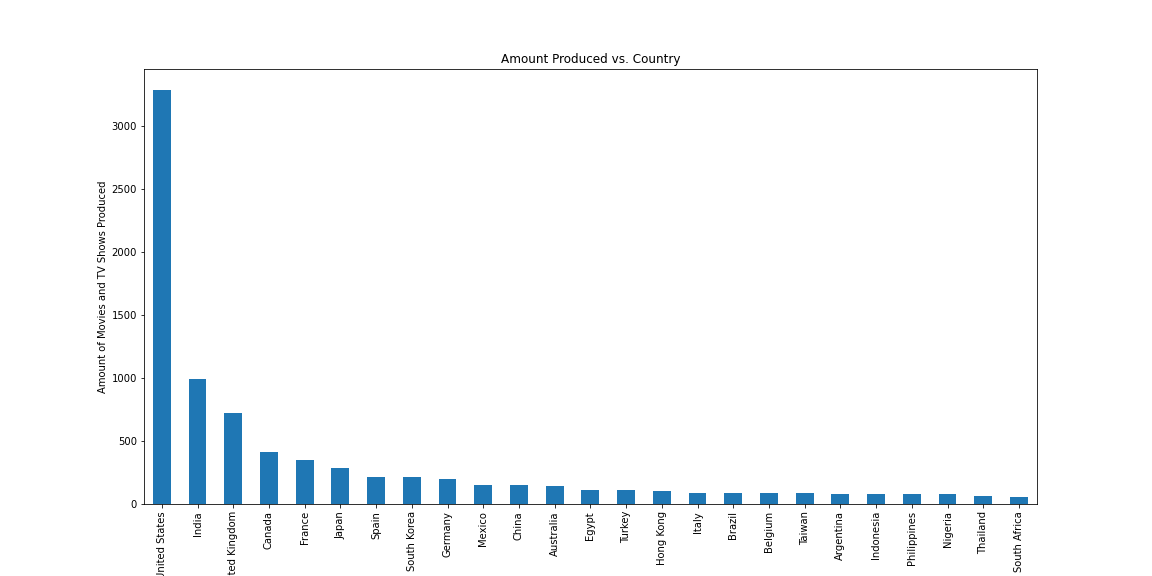 Amount Produced vs. Country
Amount of Movies and TV Shows Produced
3000
2500
2000
1500
1000
500
0
United States
India
ted Kingdom
Canada
France
Japan
Spain
South Korea
Germany
Mexico
China
Australia
Egypt
Turkey
Hong Kong
Italy
Brazil
Belgium
Taiwan
Argentina
Indonesia
Philippines
Nigeria
Thailand
South Africa